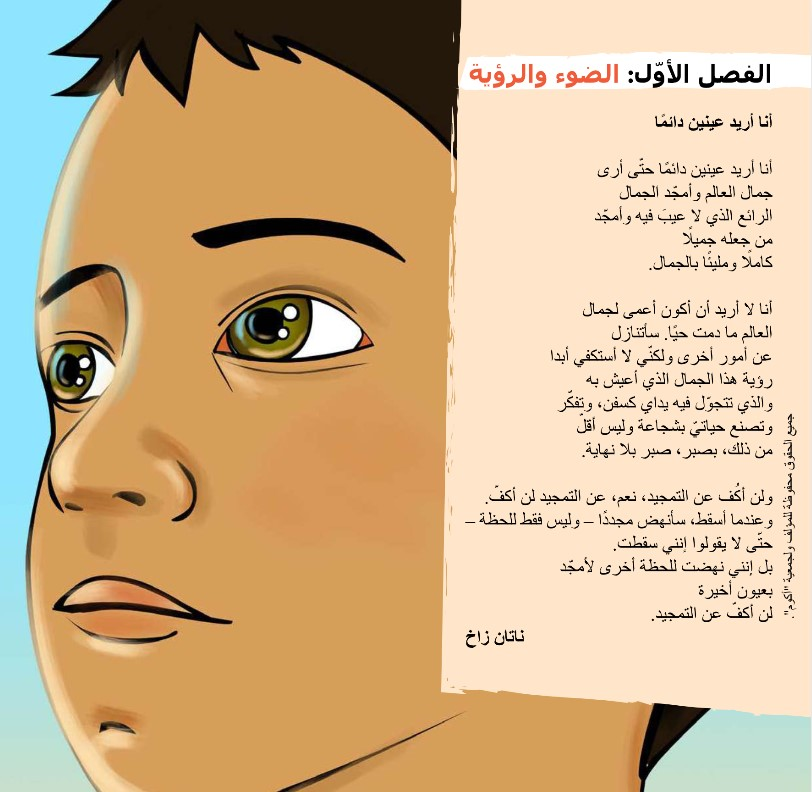 الفصل الأوّل: الضوء والرؤية
أنا أريد عينين دائمًا
أنا أريد عينين دائمًا حتّى أرى
جمال العالم وأمجّد الجمال
الرائع الذي لا عيبَ فيه وأمجّد
من جعله جميلًا
كاملًا ومليئًا بالجمال.
أنا لا أريد أن أكون أعمى لجمال
العالم ما دمت حيًا. سأتنازل
عن أمور أخرى ولكنّي لا أستكفي أبدا
رؤية هذا الجمال الذي أعيش به
والذي تتجوّل فيه يداي كسفن، وتفكّر
وتصنع حياتيّ بشجاعة وليس أقلّ
من ذلك، بصبر، صبر بلا نهاية.
ولن أكُف عن التمجيد، نعم، عن التمجيد لن أكفّ.
وعندما أسقط، سأنهض مجددًا – وليس فقط للحظة –
حتّى لا يقولوا إنني سقطت.
بل إنني نهضت للحظة أخرى لأمجّد
بعيون أخيرة
لن أكفّ عن التمجيد.
ناتان زاخ
جميع الحقوق محفوظة للمؤلف ولجمعية "أكوم".